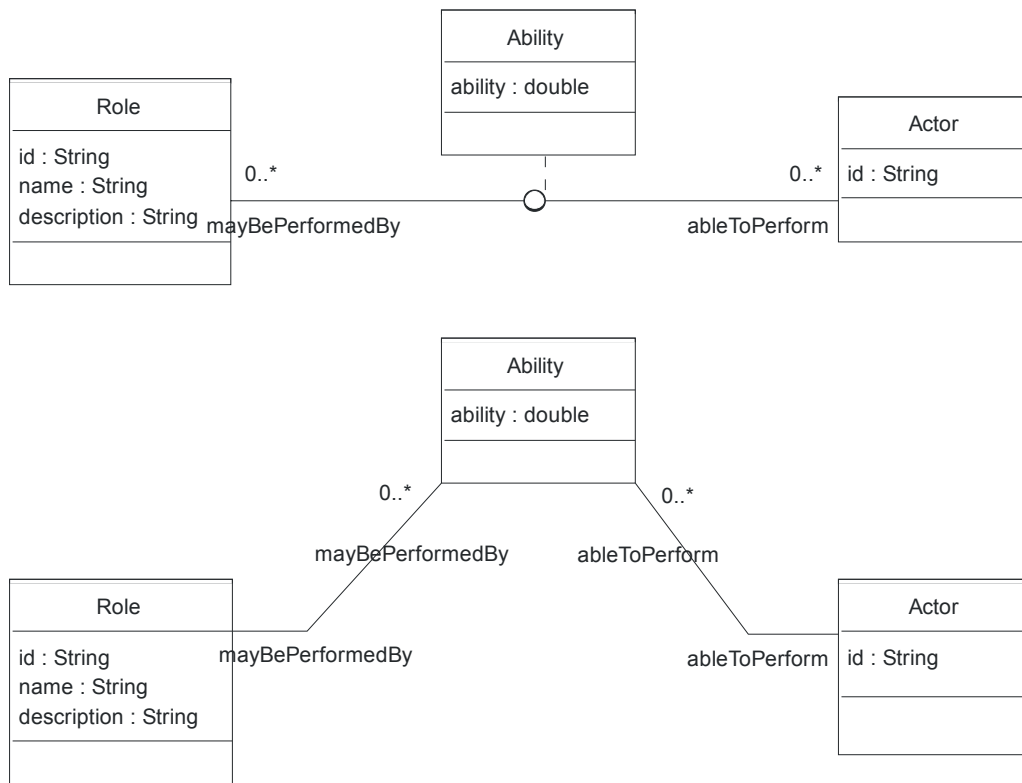 Ability
ability : double
Role
id : String
name : String
description : String
0..*
mayBePerformedBy
0..*
ableToPerform
Actor
id : String
Ability
ability : double
0..*
mayBePerformedBy
0..*
ableToPerform
Role
id : String
name : String
description : String
mayBePerformedBy
ableToPerform
Actor
id : String